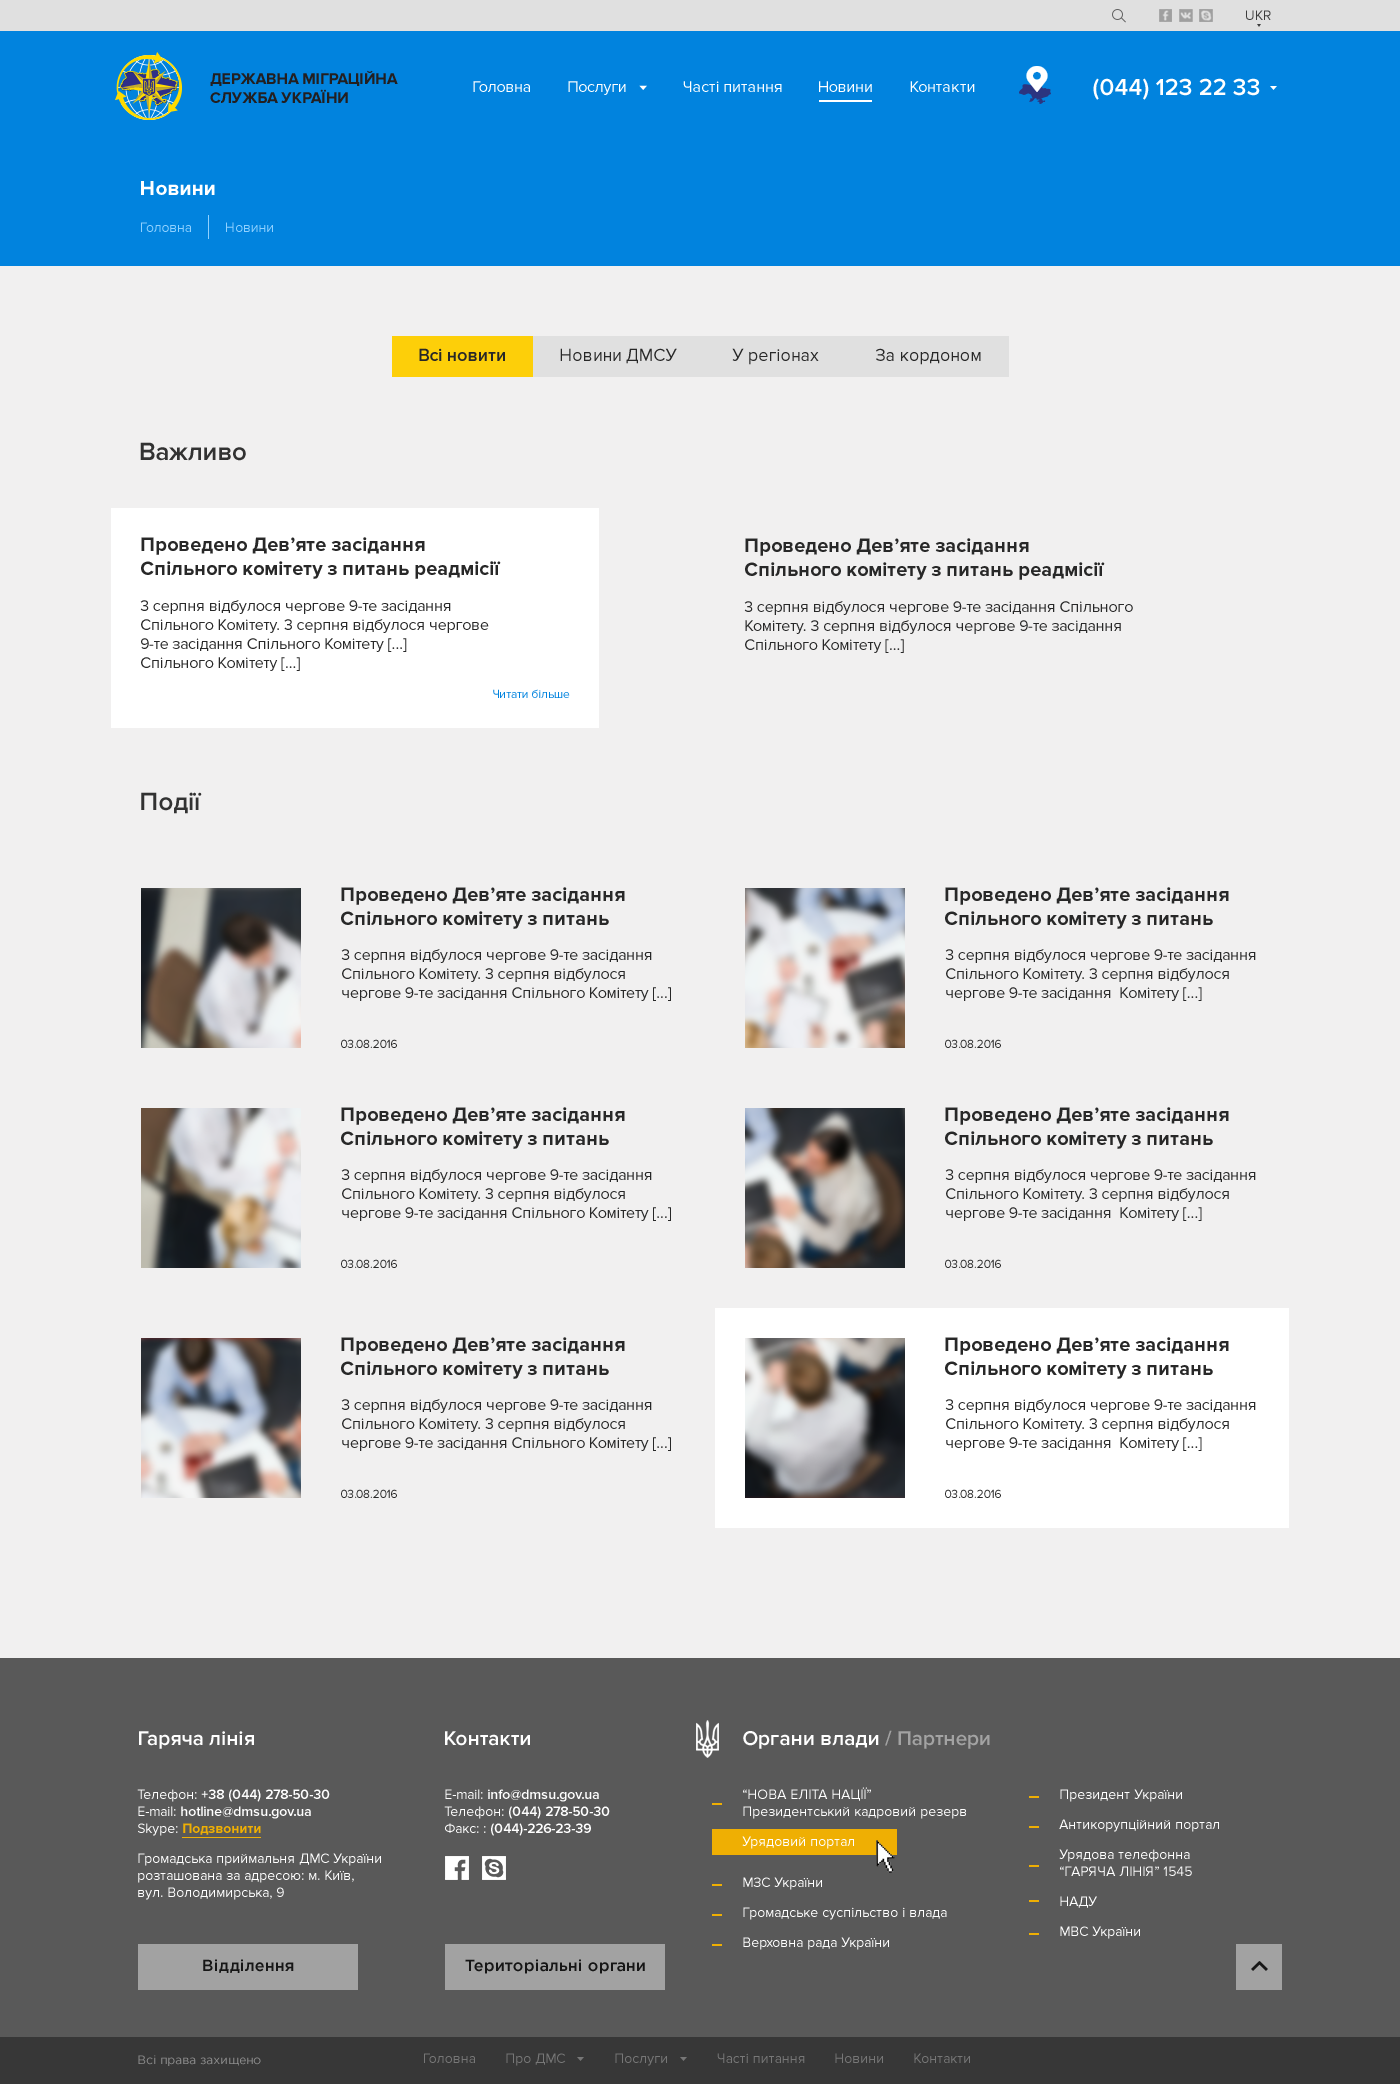 UKR
ДЕРЖАВНА МІГРАЦІЙНА
СЛУЖБА УКРАЇНИ
Головна
Послуги
Часті питання
Новини
Контакти
(044) 123 22 33
Новини
Головна
Новини
Всі новити
Новини ДМСУ
У регіонах
За кордоном
Важливо
Проведено Дев’яте засідання
Спільного комітету з питань реадмісії
3 серпня відбулося чергове 9-те засідання
Спільного Комітету. 3 серпня відбулося чергове
9-те засідання Спільного Комітету [...]
Спільного Комітету [...]
Читати більше
Проведено Дев’яте засідання
Спільного комітету з питань реадмісії
3 серпня відбулося чергове 9-те засідання Спільного
Комітету. 3 серпня відбулося чергове 9-те засідання
Спільного Комітету [...]
Події
Проведено Дев’яте засідання
Спільного комітету з питань
3 серпня відбулося чергове 9-те засідання
Спільного Комітету. 3 серпня відбулося
чергове 9-те засідання Спільного Комітету [...]
03.08.2016
Проведено Дев’яте засідання
Спільного комітету з питань
3 серпня відбулося чергове 9-те засідання
Спільного Комітету. 3 серпня відбулося
чергове 9-те засідання  Комітету [...]
03.08.2016
Проведено Дев’яте засідання
Спільного комітету з питань
3 серпня відбулося чергове 9-те засідання
Спільного Комітету. 3 серпня відбулося
чергове 9-те засідання Спільного Комітету [...]
03.08.2016
Проведено Дев’яте засідання
Спільного комітету з питань
3 серпня відбулося чергове 9-те засідання
Спільного Комітету. 3 серпня відбулося
чергове 9-те засідання  Комітету [...]
03.08.2016
Проведено Дев’яте засідання
Спільного комітету з питань
3 серпня відбулося чергове 9-те засідання
Спільного Комітету. 3 серпня відбулося
чергове 9-те засідання Спільного Комітету [...]
03.08.2016
Проведено Дев’яте засідання
Спільного комітету з питань
3 серпня відбулося чергове 9-те засідання
Спільного Комітету. 3 серпня відбулося
чергове 9-те засідання  Комітету [...]
03.08.2016
Гаряча лінія
Телефон: +38 (044) 278-50-30
E-mail: hotline@dmsu.gov.ua
Skype: Подзвонити
Громадська приймальня ДМС України
розташована за адресою: м. Київ,
вул. Володимирська, 9
Відділення
Контакти
E-mail: info@dmsu.gov.ua
Телефон: (044) 278-50-30
Факс: : (044)-226-23-39
Територіальні органи
Органи влади / Партнери
“НОВА ЕЛІТА НАЦІЇ”
Президентський кадровий резерв
Урядовий портал
МЗС України
Громадське суспільство і влада
Верховна рада України
Президент України
Антикорупційний портал
Урядова телефонна
“ГАРЯЧА ЛІНІЯ” 1545
НАДУ
МВС України
Всі права захищено
Головна
Про ДМС
Послуги
Часті питання
Новини
Контакти